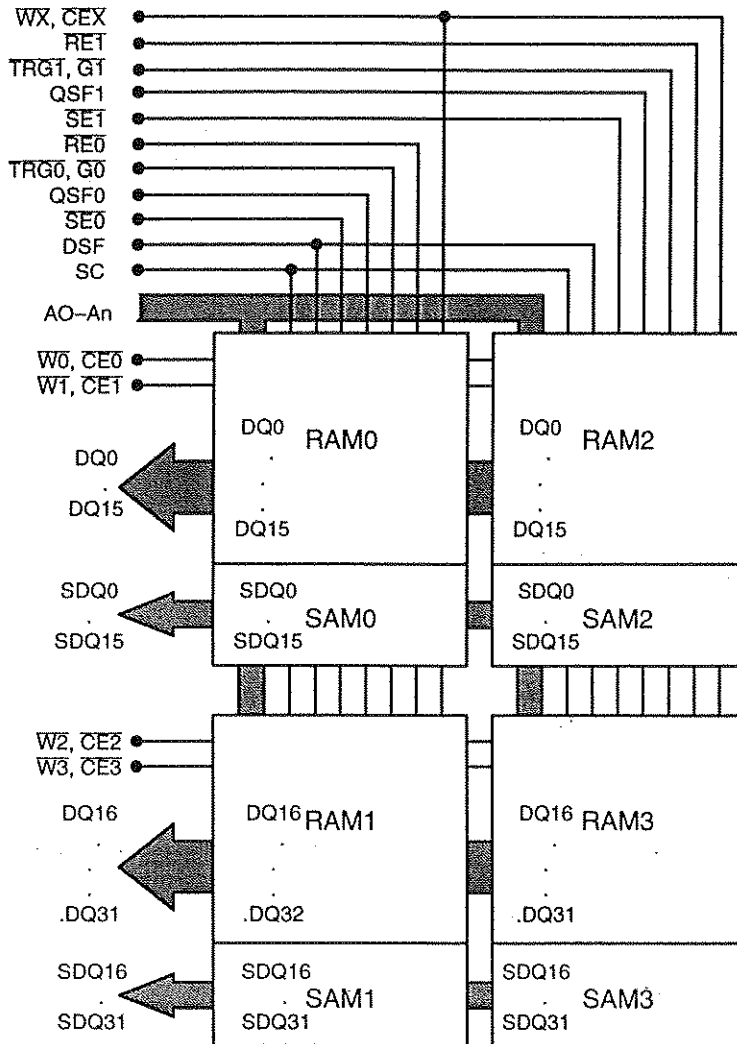 WX, CEX
RE1
TRG1, G1
QSF1
SE1
RE0
TRG0, G0
QSF0
SE0
DSF
SC
AO–An
W0, CE0
W1, CE1
DQ0
.
DQ15
DQ0
.
.
.
DQ15
RAM0
DQ0
.
.
.
DQ15
RAM2
SDQ0
.
SDQ15
SDQ0
.
SDQ15
SAM0
SDQ0
.
SDQ15
SAM2
W2, CE2
W3, CE3
DQ16
.
.
.DQ31
DQ16
.
.
.DQ32
RAM1
DQ16
.
.
.DQ31
RAM3
SDQ16
.
SDQ31
SDQ16
.
SDQ31
SAM1
SDQ16
.
SDQ31
SAM3